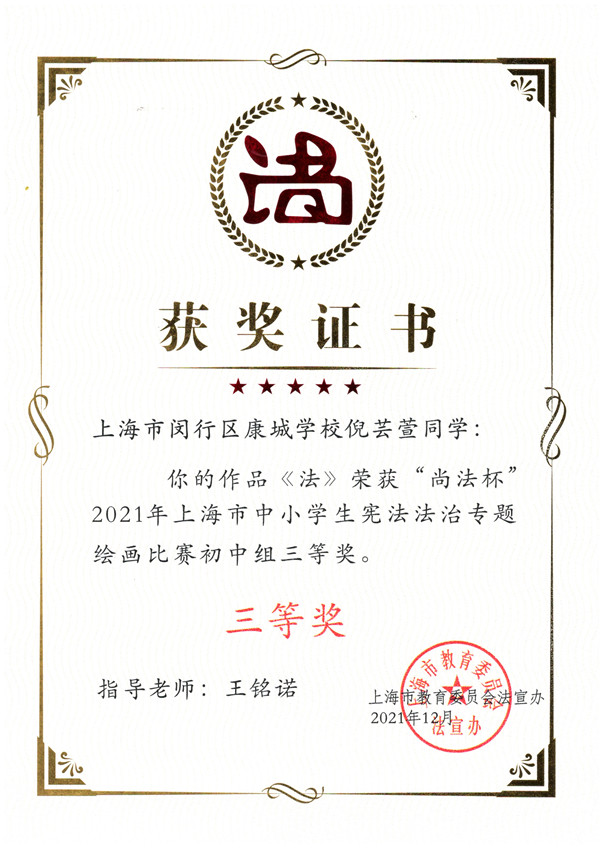 获奖证书
上海市闵行区康城学校倪芸萱同学：
你的作品《法》荣获“尚法杯”
2021年上海市中小学生宪法法治专题
绘画比赛初中组三等奖。
三等奖
指导老师：王铭诺
上海市教育委员会法宣办
2021年12月
上海市教育委员会
法宣办